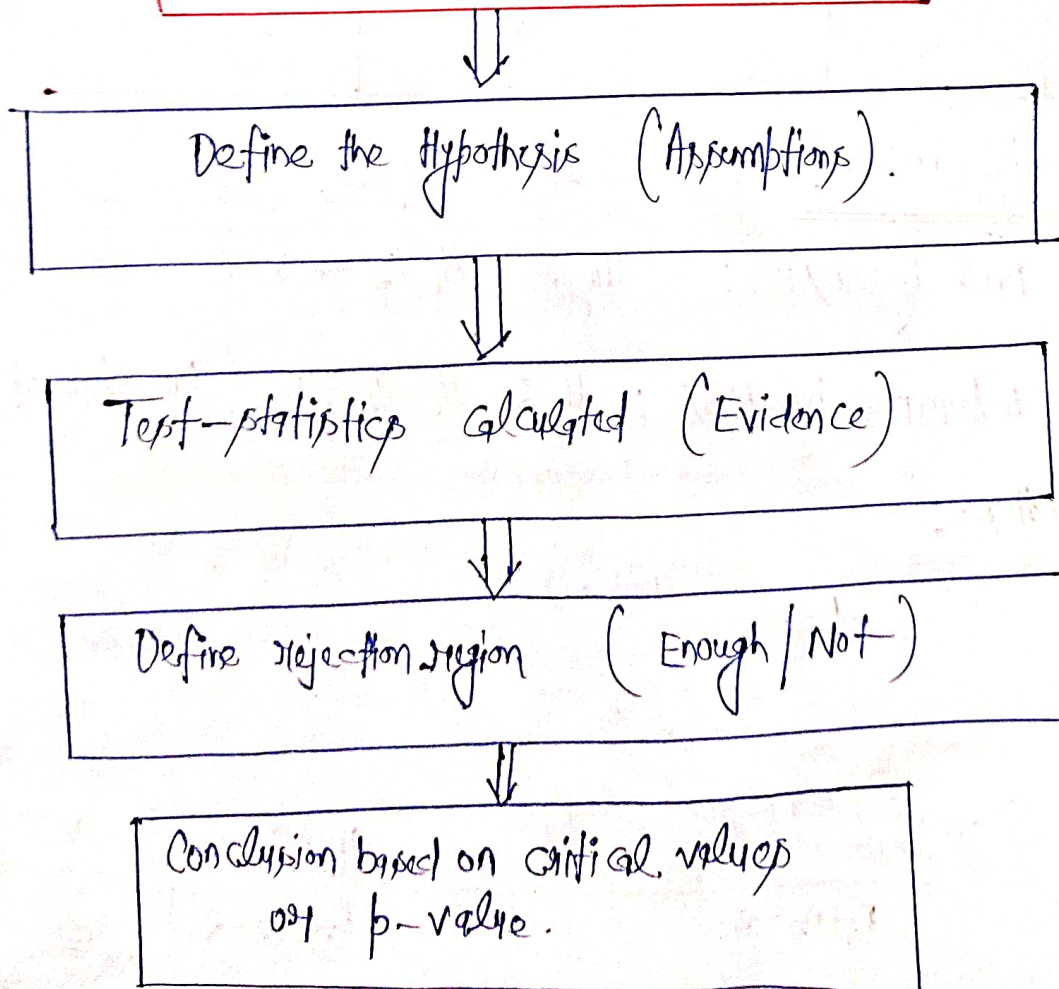 Define the Hypothesis (Assumptions).
Test-statistics calculated (Evidence)
Define rejection region (Enough / Not)
Conclusion based on critical values
or p-value.